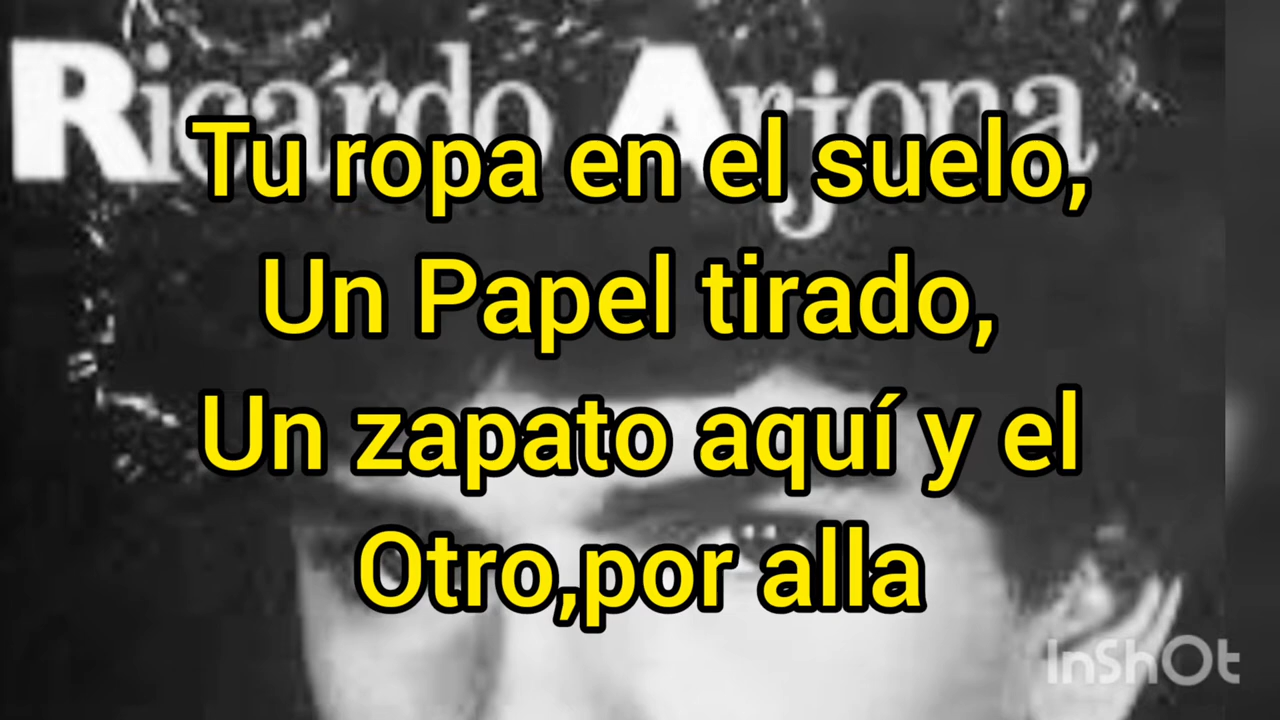 Ricardo Arjona
Tu ropa en el suelo,
Un Papel tirado,
Un zapato aquí y el
Otro,por alla
InShOt